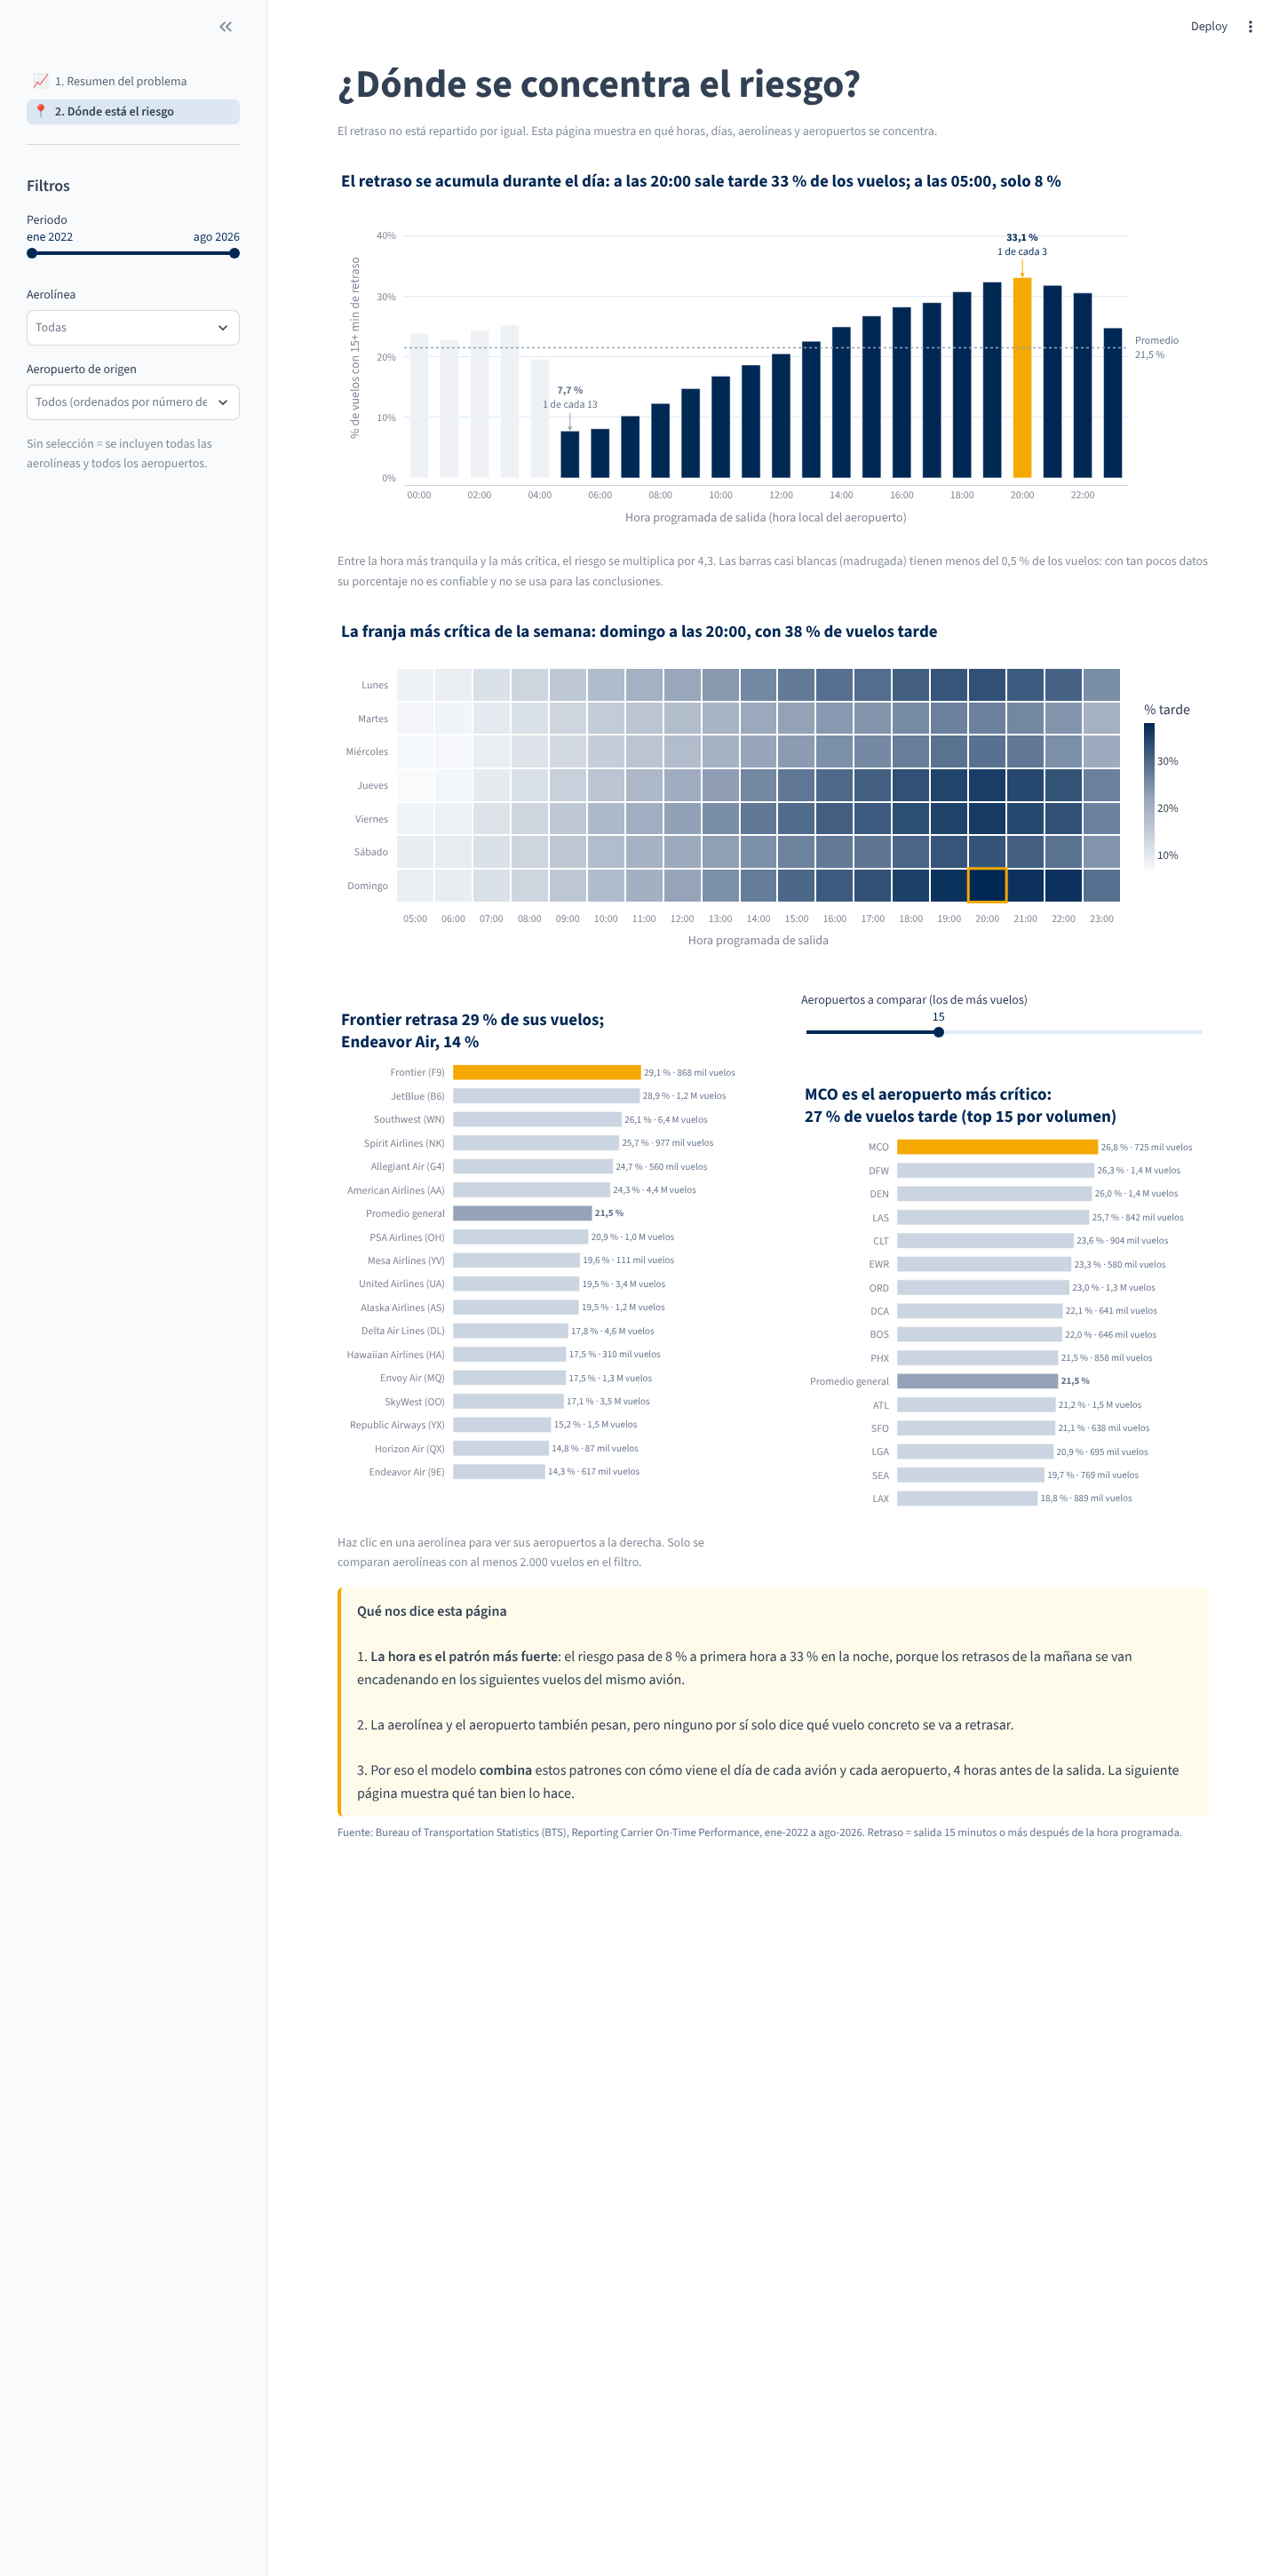 Deploy
1. Resumen del problema
2. Dónde está el riesgo
Filtros
Periodo
ene 2022 ago 2026
Aerolínea
Todas
Aeropuerto de origen
Todos (ordenados por número de
Sin selección = se incluyen todas las
aerolíneas y todos los aeropuertos.
¿Dónde se concentra el riesgo?
El retraso no está repartido por igual. Esta página muestra en qué horas, días, aerolíneas y aeropuertos se concentra.
El retraso se acumula durante el día: a las 20:00 sale tarde 33 % de los vuelos; a las 05:00, solo 8 %
% de vuelos con 15+ min de retraso
40%
30%
20%
10%
0%
33,1 %
1 de cada 3
7,7 %
1 de cada 13
Promedio
21,5 %
00:00 02:00 04:00 06:00 08:00 10:00 12:00 14:00 16:00 18:00 20:00 22:00
Hora programada de salida (hora local del aeropuerto)
Entre la hora más tranquila y la más crítica, el riesgo se multiplica por 4,3. Las barras casi blancas (madrugada) tienen menos del 0,5 % de los vuelos: con tan pocos datos
su porcentaje no es confiable y no se usa para las conclusiones.
La franja más crítica de la semana: domingo a las 20:00, con 38 % de vuelos tarde
Lunes
Martes
Miércoles
Jueves
Viernes
Sábado
Domingo
05:00 06:00 07:00 08:00 09:00 10:00 11:00 12:00 13:00 14:00 15:00 16:00 17:00 18:00 19:00 20:00 21:00 22:00 23:00
Hora programada de salida
% tarde
30%
20%
10%
Frontier retrasa 29 % de sus vuelos;
Endeavor Air, 14 %
Frontier (F9) 29,1 % · 868 mil vuelos
JetBlue (B6) 28,9 % · 1,2 M vuelos
Southwest (WN) 26,1 % · 6,4 M vuelos
Spirit Airlines (NK) 25,7 % · 977 mil vuelos
Allegiant Air (G4) 24,7 % · 560 mil vuelos
American Airlines (AA) 24,3 % · 4,4 M vuelos
Promedio general 21,5 %
PSA Airlines (OH) 20,9 % · 1,0 M vuelos
Mesa Airlines (YV) 19,6 % · 111 mil vuelos
United Airlines (UA) 19,5 % · 3,4 M vuelos
Alaska Airlines (AS) 19,5 % · 1,2 M vuelos
Delta Air Lines (DL) 17,8 % · 4,6 M vuelos
Hawaiian Airlines (HA) 17,5 % · 310 mil vuelos
Envoy Air (MQ) 17,5 % · 1,3 M vuelos
SkyWest (OO) 17,1 % · 3,5 M vuelos
Republic Airways (YX) 15,2 % · 1,5 M vuelos
Horizon Air (QX) 14,8 % · 87 mil vuelos
Endeavor Air (9E) 14,3 % · 617 mil vuelos
Haz clic en una aerolínea para ver sus aeropuertos a la derecha. Solo se
comparan aerolíneas con al menos 2.000 vuelos en el filtro.
Aeropuertos a comparar (los de más vuelos)
15
MCO es el aeropuerto más crítico:
27 % de vuelos tarde (top 15 por volumen)
MCO 26,8 % · 725 mil vuelos
DFW 26,3 % · 1,4 M vuelos
DEN 26,0 % · 1,4 M vuelos
LAS 25,7 % · 842 mil vuelos
CLT 23,6 % · 904 mil vuelos
EWR 23,3 % · 580 mil vuelos
ORD 23,0 % · 1,3 M vuelos
DCA 22,1 % · 641 mil vuelos
BOS 22,0 % · 646 mil vuelos
PHX 21,5 % · 858 mil vuelos
Promedio general 21,5 %
ATL 21,2 % · 1,5 M vuelos
SFO 21,1 % · 638 mil vuelos
LGA 20,9 % · 695 mil vuelos
SEA 19,7 % · 769 mil vuelos
LAX 18,8 % · 889 mil vuelos
Qué nos dice esta página
1. La hora es el patrón más fuerte: el riesgo pasa de 8 % a primera hora a 33 % en la noche, porque los retrasos de la mañana se van
encadenando en los siguientes vuelos del mismo avión.
2. La aerolínea y el aeropuerto también pesan, pero ninguno por sí solo dice qué vuelo concreto se va a retrasar.
3. Por eso el modelo combina estos patrones con cómo viene el día de cada avión y cada aeropuerto, 4 horas antes de la salida. La siguiente
página muestra qué tan bien lo hace.
Fuente: Bureau of Transportation Statistics (BTS), Reporting Carrier On-Time Performance, ene-2022 a ago-2026. Retraso = salida 15 minutos o más después de la hora programada.